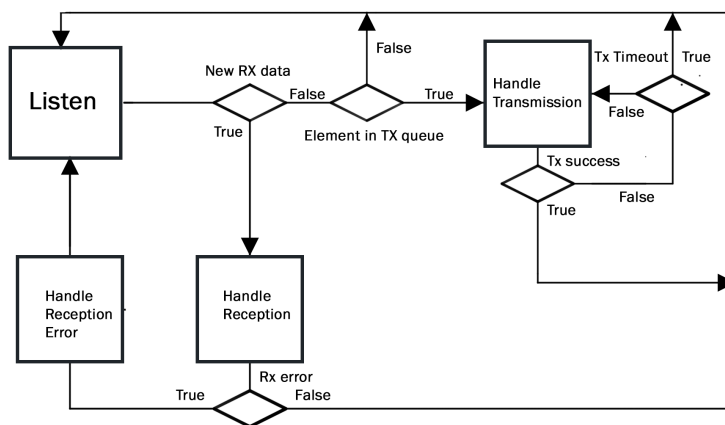 False
Tx Timeout
True
New RX data
Handle
Transmission
Listen
False
True
False
True
Element in TX queue
Tx success
False
True
Handle
Reception
Error
Handle
Reception
Rx error
True
False